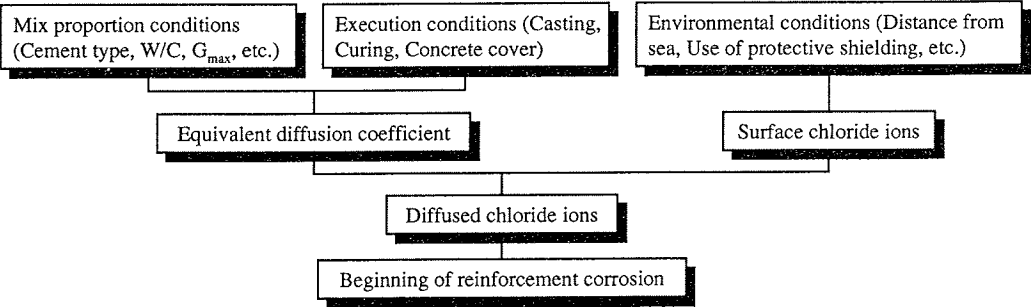 Mix proportion conditions
(Cement type, W/C, Gmax, etc.)
Execution conditions (Casting,
Curing, Concrete cover)
Environmental conditions (Distance from
sea, Use of protective shielding, etc.)
Equivalent diffusion coefficient
Surface chloride ions
Diffused chloride ions
Beginning of reinforcement corrosion